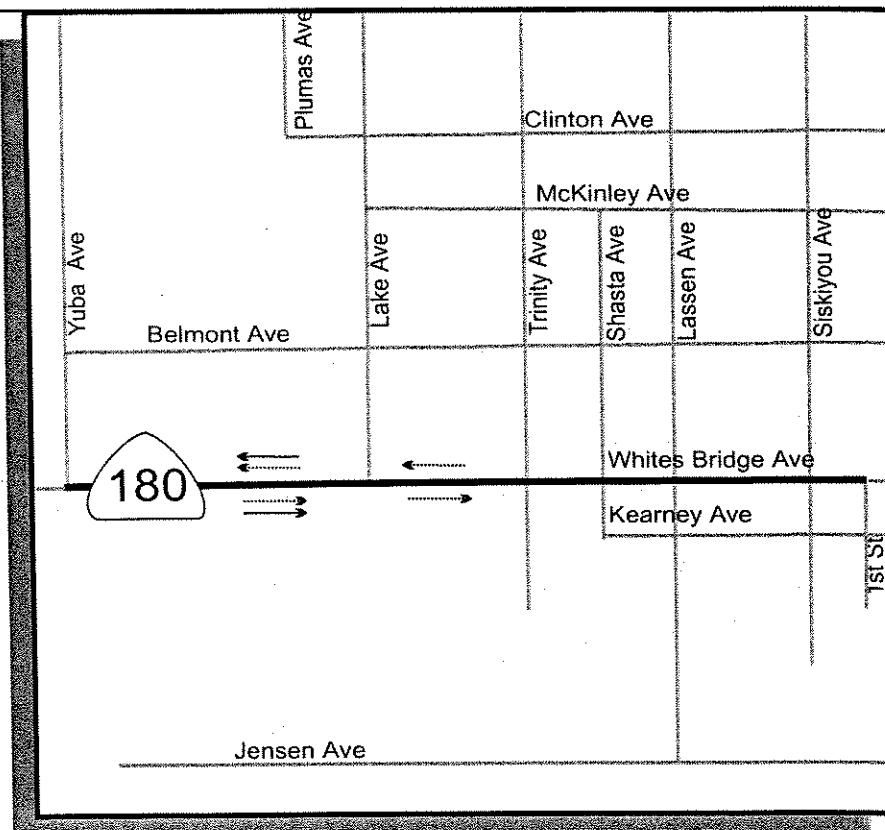 Plumas Ave
Clinton Ave
McKinley Ave
Yuba Ave
Lake Ave
Trinity Ave
Shasta Ave
Lassen Ave
Siskiyou Ave
Belmont Ave
180
Whites Bridge Ave
Kearney Ave
1st St
Jensen Ave